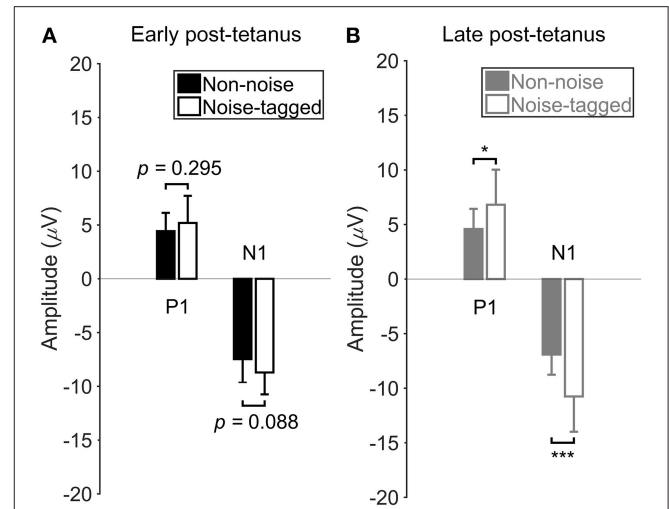 A Early post-tetanus
Amplitude (μV)
20
15
10
5
0
-5
-10
-15
-20
Non-noise
Noise-tagged
p = 0.295
P1
N1
p = 0.088
B Late post-tetanus
Amplitude (μV)
20
15
10
5
0
-5
-10
-15
-20
Non-noise
Noise-tagged
*
P1
N1
***